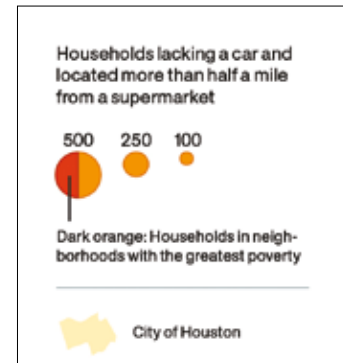 Households lacking a car and
located more than half a mile
from a supermarket
500 250 100
Dark orange: Households in neigh-
borhoods with the greatest poverty
City of Houston